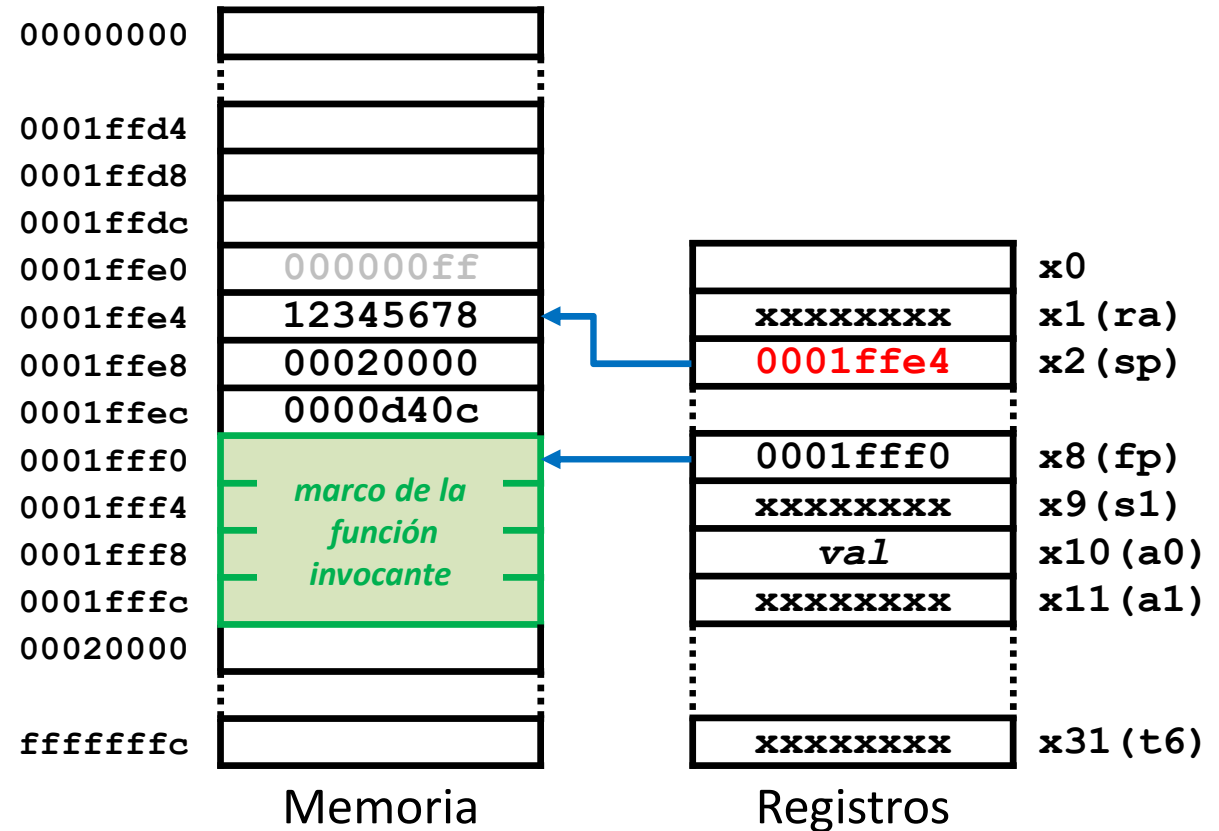 00000000
0001ffd4
0001ffd8
0001ffdc
0001ffe0 000000ff x0
0001ffe4 12345678 xxxxxxxx x1(ra)
0001ffe8 00020000 0001ffe4 x2(sp)
0001ffec 0000d40c
0001fff0 0001fff0 x8(fp)
marco de la
0001fff4 xxxxxxxx x9(s1)
función
0001fff8 val x10(a0)
invocante
0001fffc xxxxxxxx x11(a1)
00020000
fffffffc xxxxxxxx x31(t6)
Memoria Registros